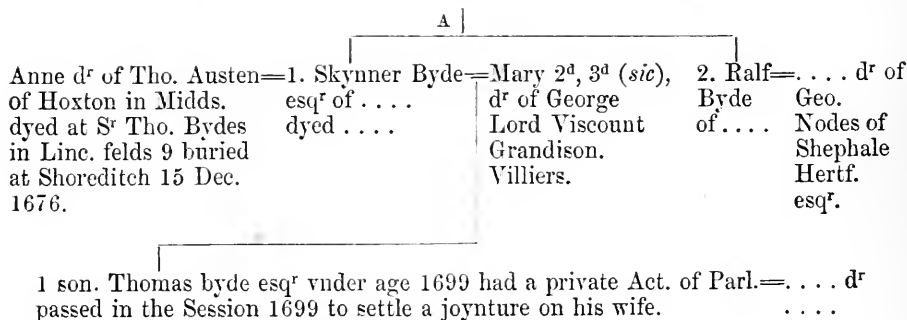 A
Anne dʳ of Tho. Austen=1. Skynner Byde=Mary 2ᵈ, 3ᵈ (sic), 2. Ralf=.... dʳ of
of Hoxton in Midds. esqʳ of .... dʳ of George Byde Geo.
dyed at Sʳ Tho. Bydes dyed .... Lord Viscount of.... Nodes of
in Linc. felds 9 buried Grandison. Shephale
at Shoreditch 15 Dec. Villiers. Hertf.
1676. esqʳ.
1 son. Thomas byde esqʳ vnder age 1699 had a private Act. of Parl.=.... dʳ
passed in the Session 1699 to settle a joynture on his wife. ....